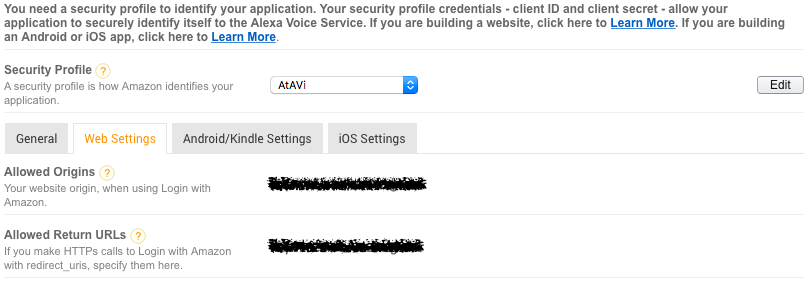 You need a security profile to identify your application. Your security profile credentials - client ID and client secret - allow your
application to securely identify itself to the Alexa Voice Service. If you are building a website, click here to Learn More. If you are building
an Android or iOS app, click here to Learn More.
Security Profile ?
A security profile is how Amazon identifies your
application.
AtAVi
Edit
General Web Settings Android/Kindle Settings iOS Settings
Allowed Origins ?
Your website origin, when using Login with
Amazon.
Allowed Return URLs ?
If you make HTTPs calls to Login with Amazon
with redirect_uris, specify them here.